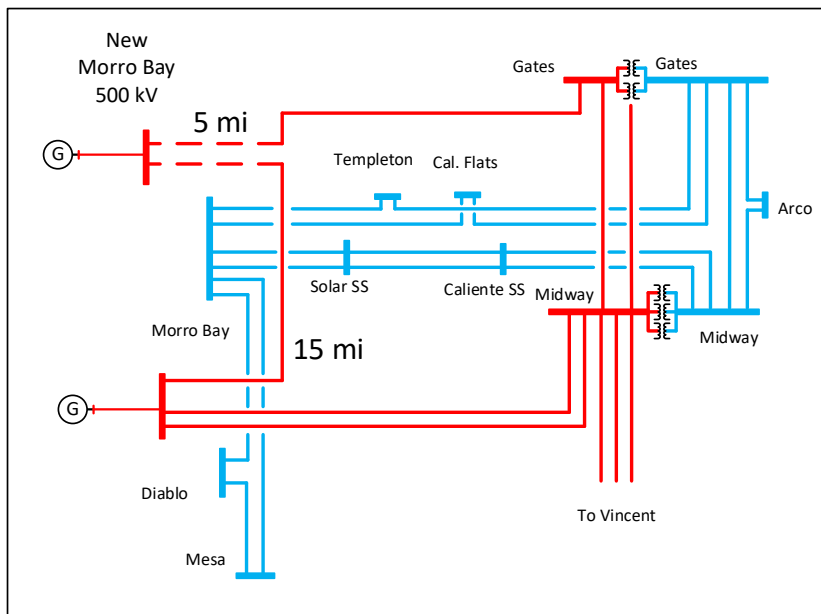 New
Morro Bay
500 kV
5 mi
G
Gates
Gates
Templeton
Cal. Flats
Arco
Solar SS
Caliente SS
Midway
Morro Bay
Midway
15 mi
G
Diablo
To Vincent
Mesa